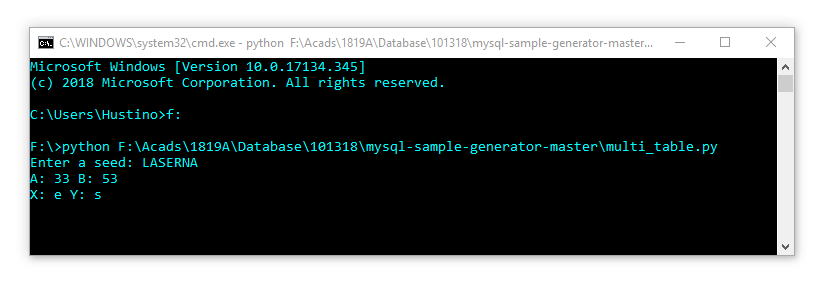 C:\WINDOWS\system32\cmd.exe - python F:\Acads\1819A\Database\101318\mysql-sample-generator-master...
Microsoft Windows [Version 10.0.17134.345]
(c) 2018 Microsoft Corporation. All rights reserved.
C:\Users\Hustino>f:
F:\>python F:\Acads\1819A\Database\101318\mysql-sample-generator-master\multi_table.py
Enter a seed: LASERNA
A: 33 B: 53
X: e Y: s